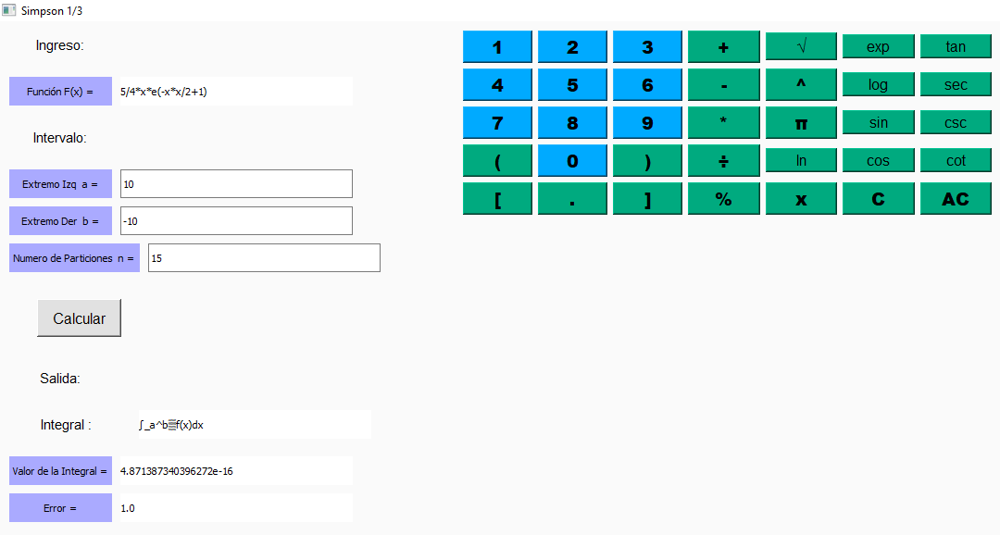 Simpson 1/3
Ingreso:
Función F(x) = 5/4*x*e(-x*x/2+1)
Intervalo:
Extremo Izq a = 10
Extremo Der b = -10
Numero de Particiones n = 15
Calcular
Salida:
Integral : ∫_a^b▒f(x)dx
Valor de la Integral = 4.871387340396272e-16
Error = 1.0
1 2 3 + √ exp tan
4 5 6 - ^ log sec
7 8 9 * π sin csc
( 0 ) ÷ ln cos cot
[ . ] % x C AC